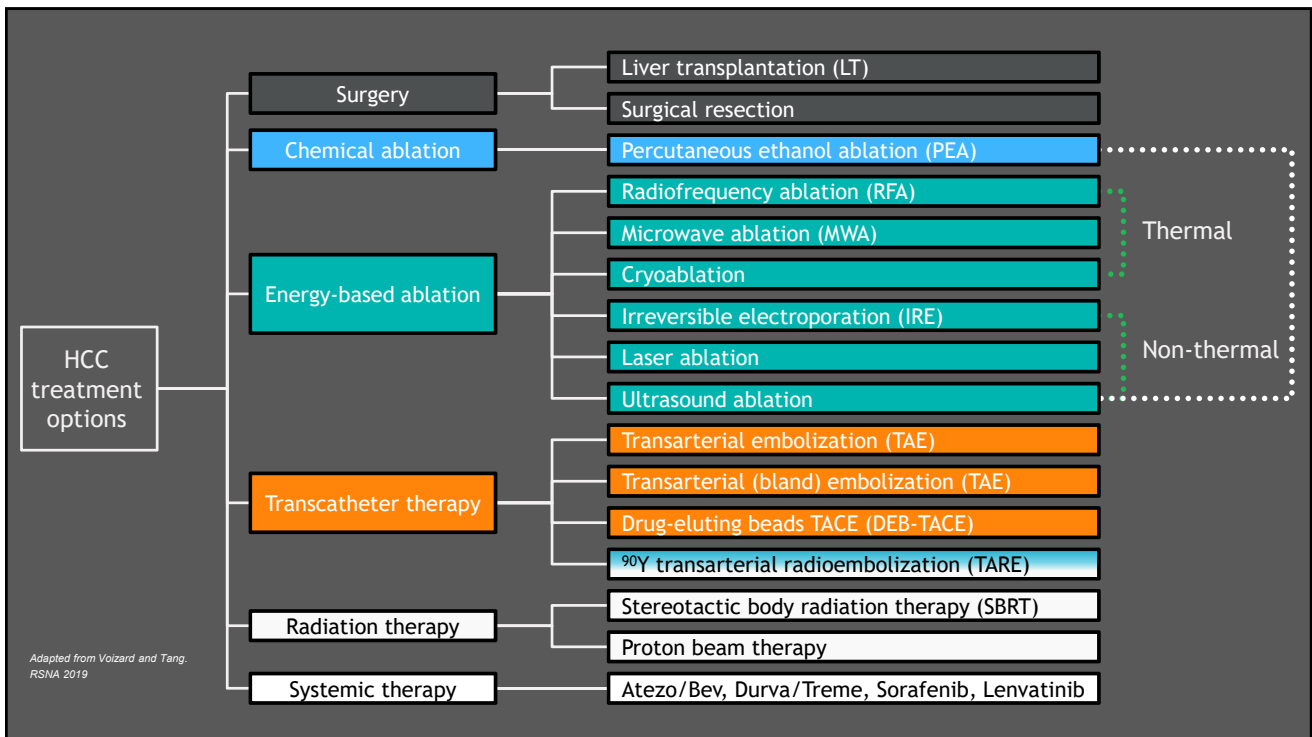 Liver transplantation (LT)
Surgery
Surgical resection
Chemical ablation
Percutaneous ethanol ablation (PEA)
Radiofrequency ablation (RFA)
Microwave ablation (MWA)
Thermal
Cryoablation
Energy-based ablation
Irreversible electroporation (IRE)
Laser ablation
Non-thermal
Ultrasound ablation
HCC
treatment
options
Transarterial embolization (TAE)
Transarterial (bland) embolization (TAE)
Transcatheter therapy
Drug-eluting beads TACE (DEB-TACE)
⁹⁰Y transarterial radioembolization (TARE)
Stereotactic body radiation therapy (SBRT)
Radiation therapy
Proton beam therapy
Systemic therapy
Atezo/Bev, Durva/Treme, Sorafenib, Lenvatinib
Adapted from Voizard and Tang.
RSNA 2019